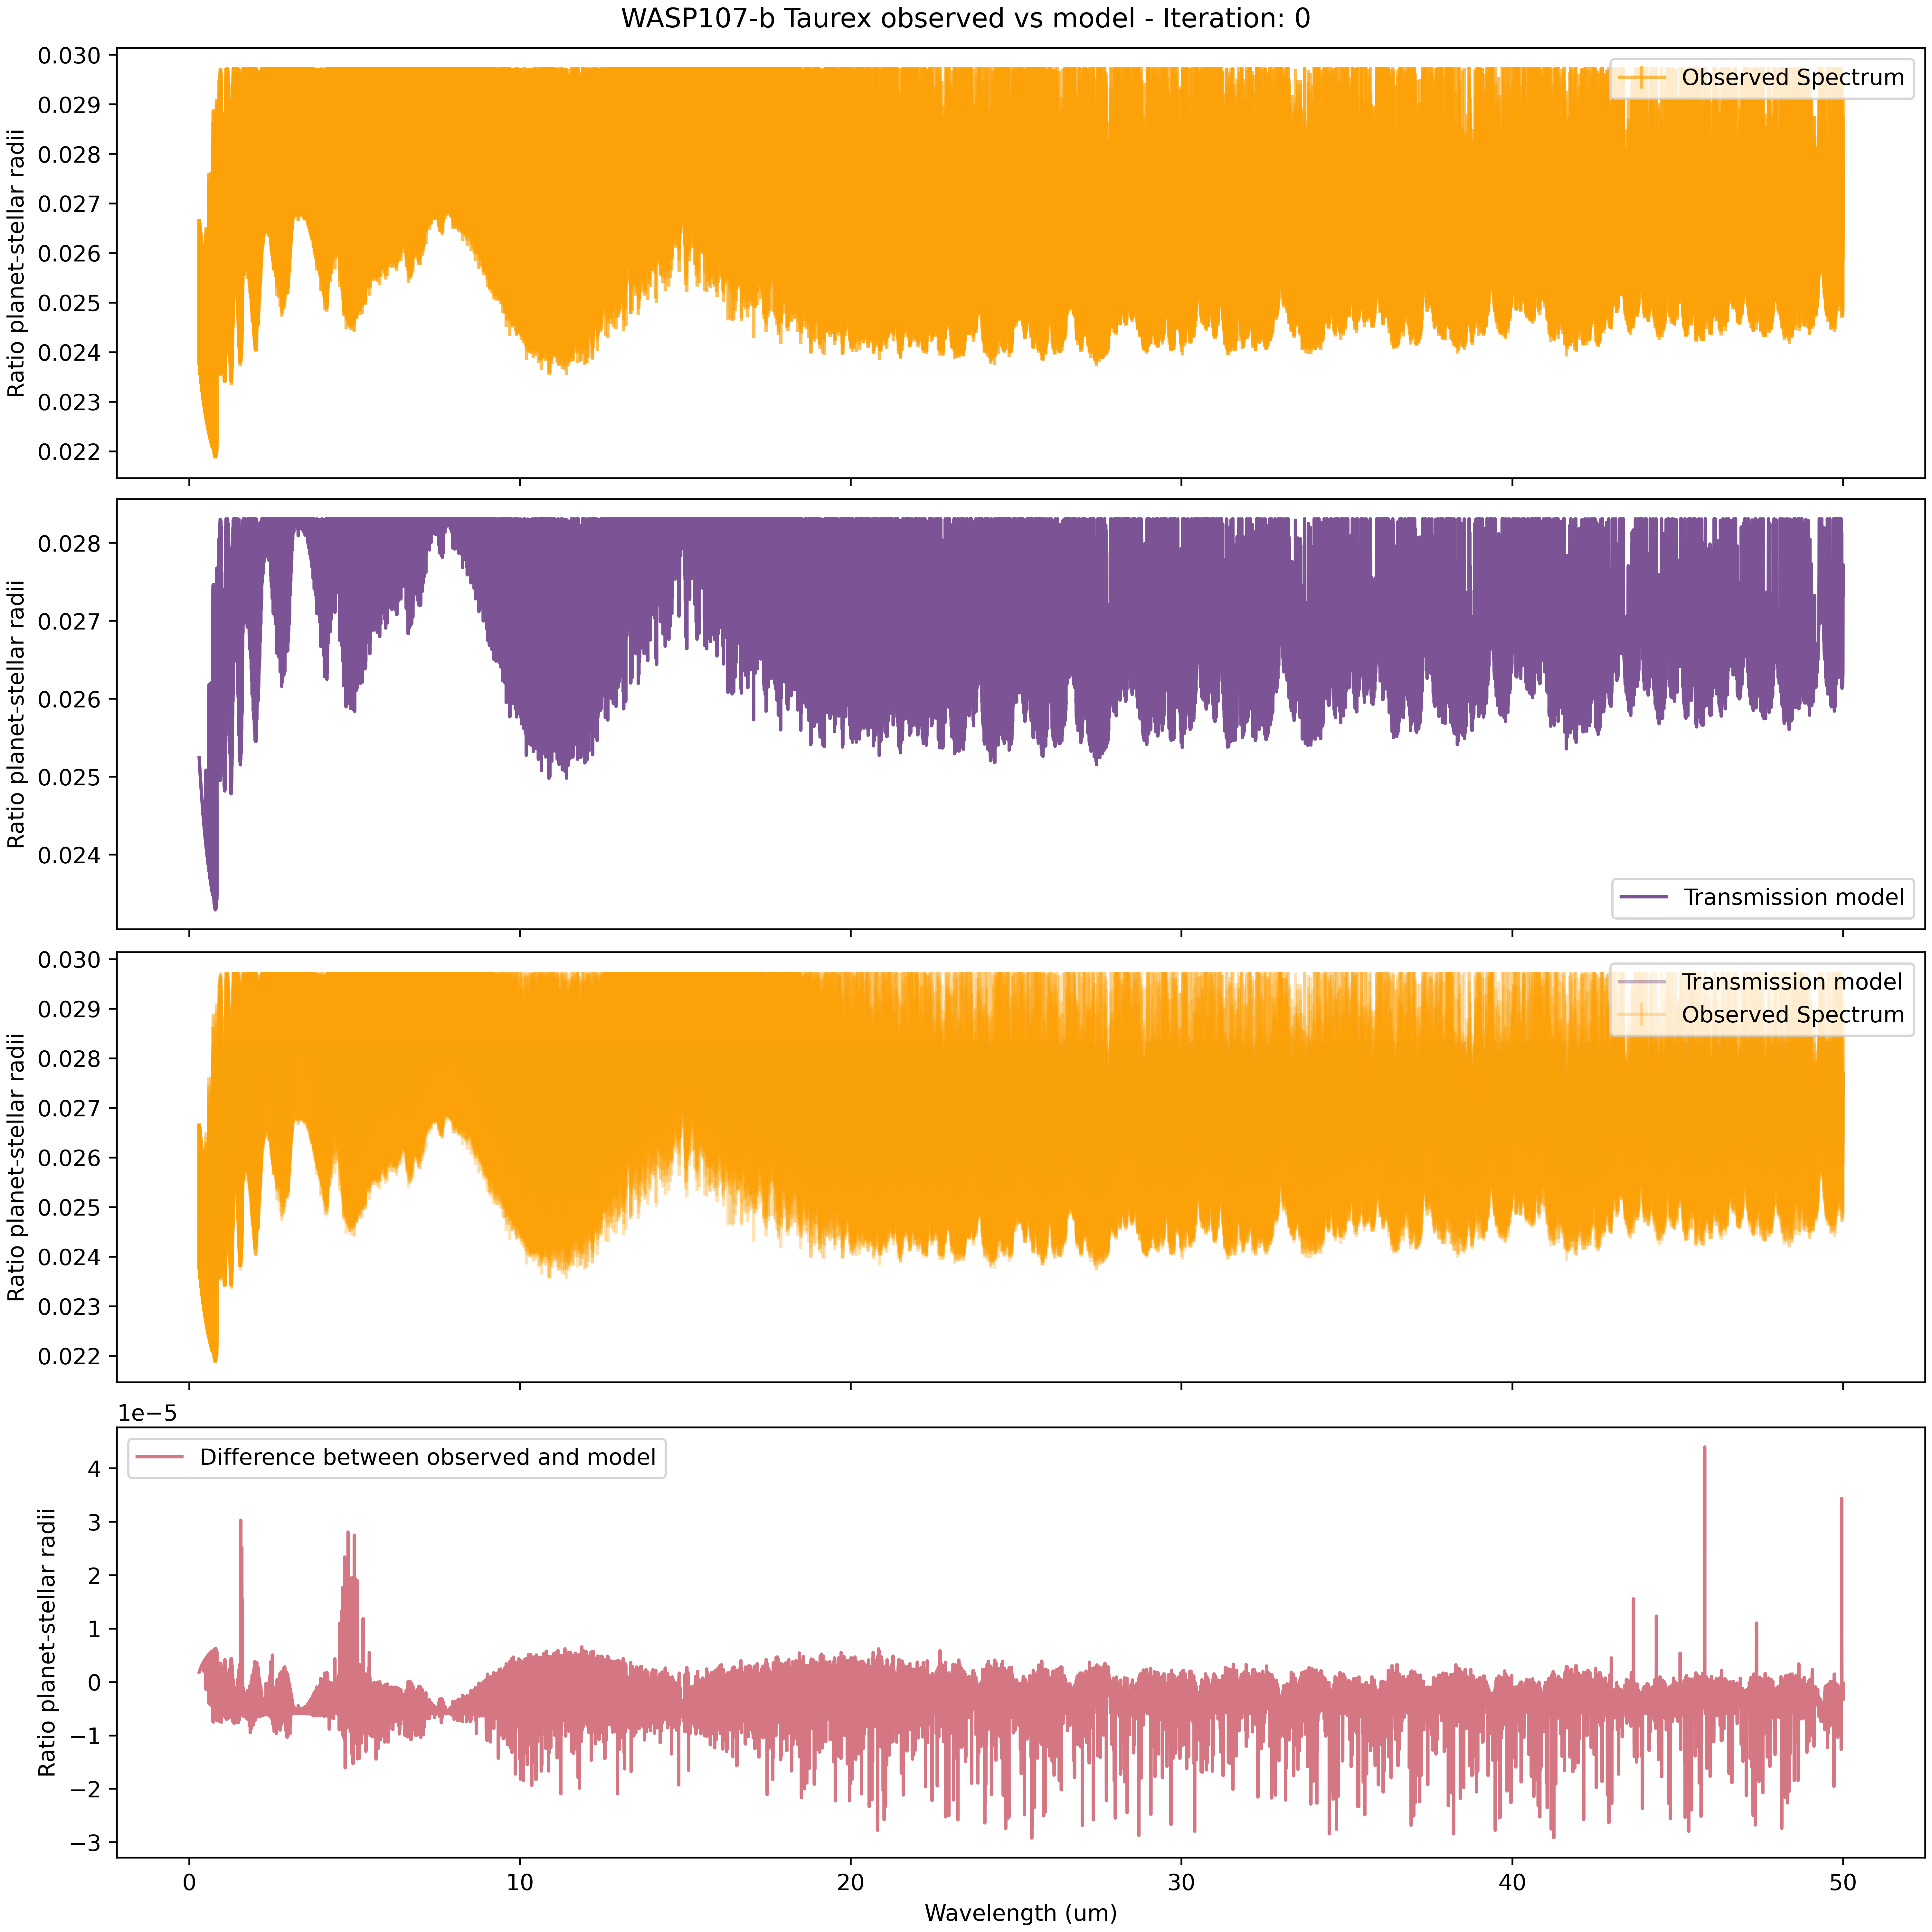 WASP107-b Taurex observed vs model - Iteration: 0
0.030
0.029
0.028
0.027
0.026
0.025
0.024
0.023
0.022
Ratio planet-stellar radii
Observed Spectrum
0.028
0.027
0.026
0.025
0.024
Ratio planet-stellar radii
Transmission model
0.030
0.029
0.028
0.027
0.026
0.025
0.024
0.023
0.022
Ratio planet-stellar radii
Transmission model
Observed Spectrum
1e−5
4
3
2
1
0
−1
−2
−3
Ratio planet-stellar radii
Difference between observed and model
0 10 20 30 40 50
Wavelength (um)